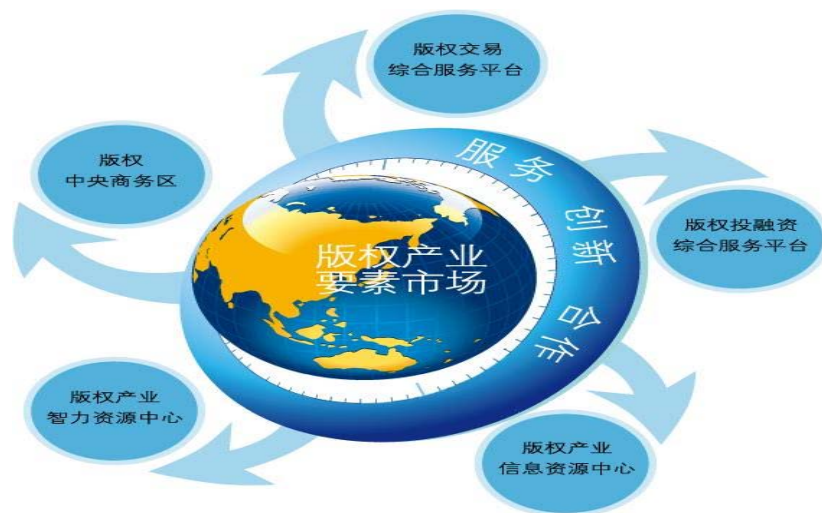 版权交易
综合服务平台
版权
中央商务区
服务 创新 合作
版权投融资
综合服务平台
版权产业
要素市场
版权产业
智力资源中心
版权产业
信息资源中心